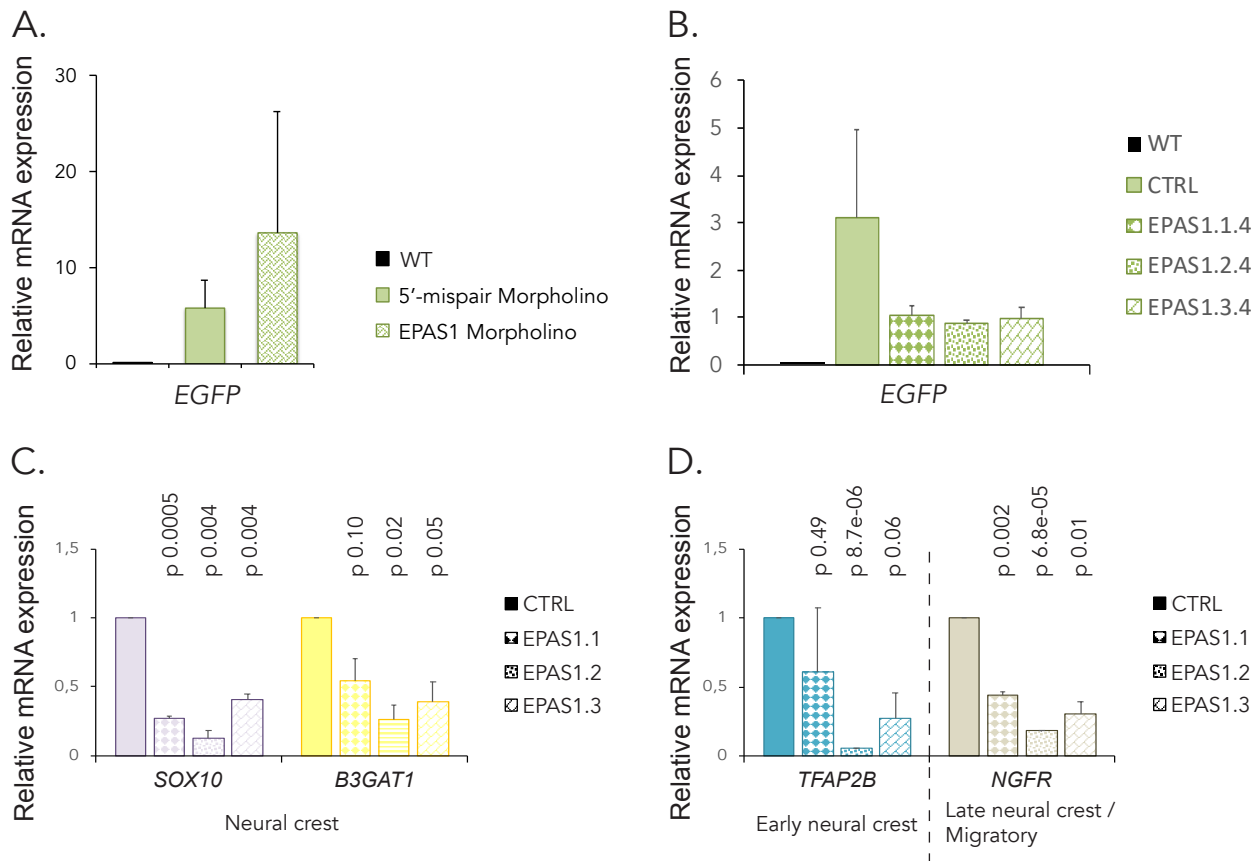 A.
Relative mRNA expression
30
20
10
0
EGFP
WT
5'-mispair Morpholino
EPAS1 Morpholino
B.
Relative mRNA expression
6
5
4
3
2
1
0
EGFP
WT
CTRL
EPAS1.1.4
EPAS1.2.4
EPAS1.3.4
C.
Relative mRNA expression
1,5
1
0,5
0
p 0.0005
p 0.004
p 0.004
p 0.10
p 0.02
p 0.05
SOX10
B3GAT1
Neural crest
CTRL
EPAS1.1
EPAS1.2
EPAS1.3
D.
Relative mRNA expression
1,5
1
0,5
0
p 0.49
p 8.7e-06
p 0.06
p 0.002
p 6.8e-05
p 0.01
TFAP2B
NGFR
Early neural crest
Late neural crest /
Migratory
CTRL
EPAS1.1
EPAS1.2
EPAS1.3